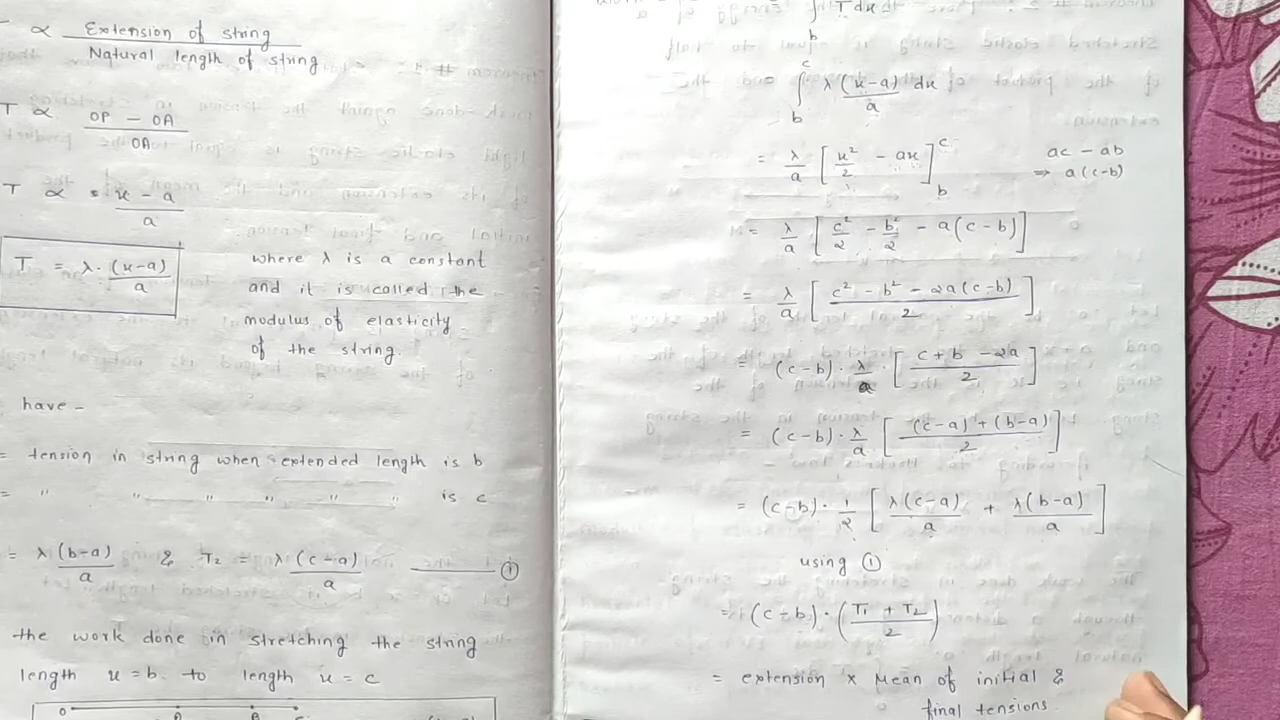 ∝ Extension of string
Natural length of string
T ∝ OP - OA
OA
T ∝ x - a
a
T = λ. (x-a)
a
where λ is a constant
and it is called the
modulus of elasticity
of the string.
have -
= tension in string when extended length is b
= " " " " " " is c
= λ(b-a)/a & T₂ = λ(c-a)/a ——— ①
the work done in stretching the string
length x = b to length x = c
O A B C
∫ T dx
b
∫_b^c λ(x-a)/a dx
= λ/a [x²/2 - ax]_b^c
ac - ab
⇒ a(c-b)
= λ/a [c²/2 - b²/2 - a(c-b)]
= λ/a [(c² - b² - 2a(c-b))/2]
= (c-b). λ/a . [(c+b-2a)/2]
= (c-b). λ/a [((c-a)+(b-a))/2]
= (c-b). 1/2 [λ(c-a)/a + λ(b-a)/a]
using ①
= (c-b).(T₁ + T₂/2)
= extension × Mean of initial &
final tensions.